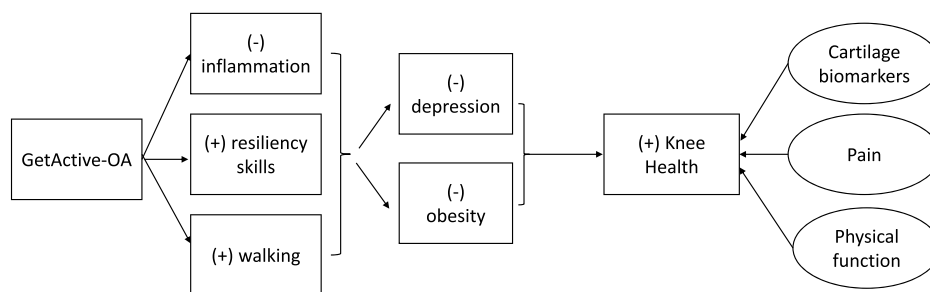 GetActive-OA
(-)
inflammation
(+) resiliency
skills
(+) walking
(-)
depression
(-)
obesity
(+) Knee
Health
Cartilage
biomarkers
Pain
Physical
function